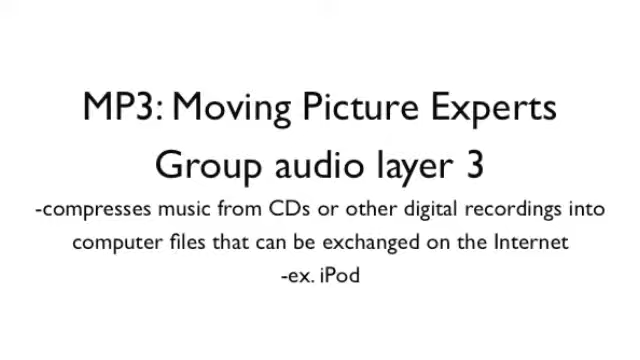 MP3: Moving Picture Experts
Group audio layer 3
-compresses music from CDs or other digital recordings into
computer files that can be exchanged on the Internet
-ex. iPod